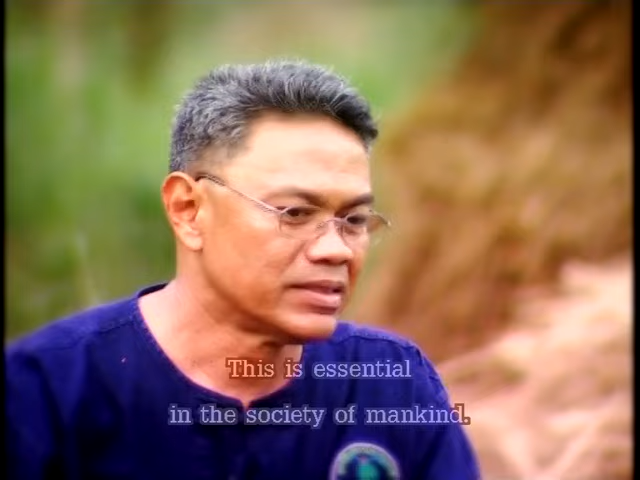 This is essential
in the society of mankind.